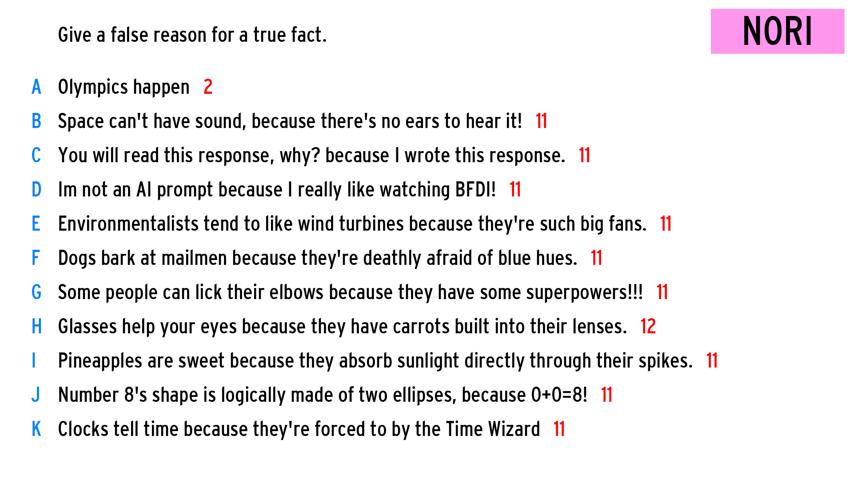 Give a false reason for a true fact.
NORI
A Olympics happen 2
B Space can't have sound, because there's no ears to hear it! 11
C You will read this response, why? because I wrote this response. 11
D Im not an AI prompt because I really like watching BFDI! 11
E Environmentalists tend to like wind turbines because they're such big fans. 11
F Dogs bark at mailmen because they're deathly afraid of blue hues. 11
G Some people can lick their elbows because they have some superpowers!!! 11
H Glasses help your eyes because they have carrots built into their lenses. 12
I Pineapples are sweet because they absorb sunlight directly through their spikes. 11
J Number 8's shape is logically made of two ellipses, because 0+0=8! 11
K Clocks tell time because they're forced to by the Time Wizard 11